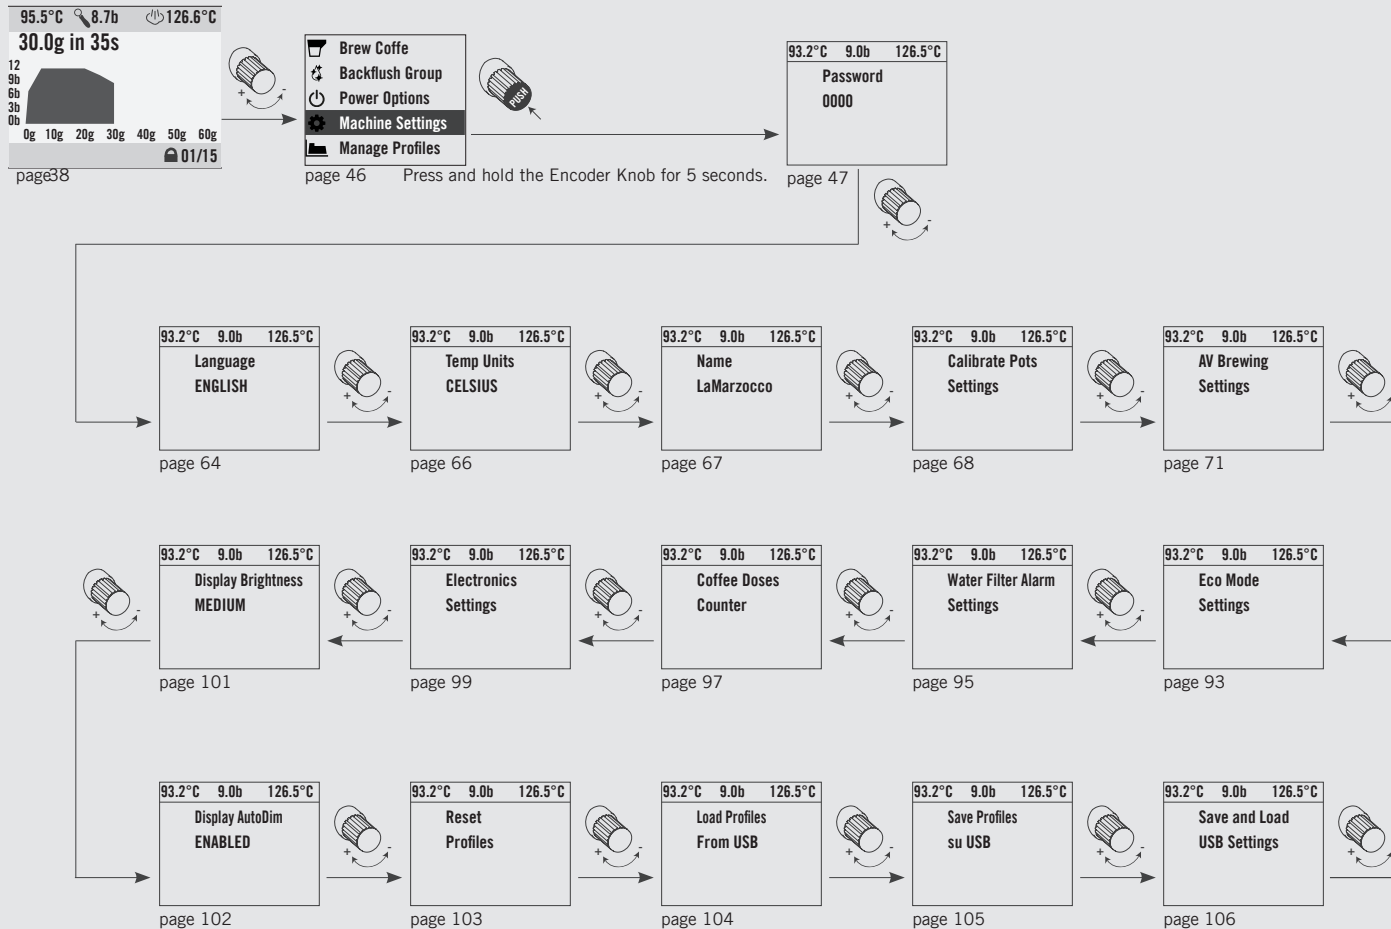 95.5°C 8.7b 126.6°C
30.0g in 35s
12
9b
6b
3b
0b
0g 10g 20g 30g 40g 50g 60g
01/15
page38
+ -
Brew Coffe
Backflush Group
Power Options
Machine Settings
Manage Profiles
page 46
PUSH
Press and hold the Encoder Knob for 5 seconds.
93.2°C 9.0b 126.5°C
Password
0000
page 47
+ -
93.2°C 9.0b 126.5°C
Language
ENGLISH
page 64
+ -
93.2°C 9.0b 126.5°C
Temp Units
CELSIUS
page 66
+ -
93.2°C 9.0b 126.5°C
Name
LaMarzocco
page 67
+ -
93.2°C 9.0b 126.5°C
Calibrate Pots
Settings
page 68
+ -
93.2°C 9.0b 126.5°C
AV Brewing
Settings
page 71
+ -
+ -
93.2°C 9.0b 126.5°C
Display Brightness
MEDIUM
page 101
+ -
93.2°C 9.0b 126.5°C
Electronics
Settings
page 99
+ -
93.2°C 9.0b 126.5°C
Coffee Doses
Counter
page 97
+ -
93.2°C 9.0b 126.5°C
Water Filter Alarm
Settings
page 95
+ -
93.2°C 9.0b 126.5°C
Eco Mode
Settings
page 93
93.2°C 9.0b 126.5°C
Display AutoDim
ENABLED
page 102
+ -
93.2°C 9.0b 126.5°C
Reset
Profiles
page 103
+ -
93.2°C 9.0b 126.5°C
Load Profiles
From USB
page 104
+ -
93.2°C 9.0b 126.5°C
Save Profiles
su USB
page 105
+ -
93.2°C 9.0b 126.5°C
Save and Load
USB Settings
page 106
+ -